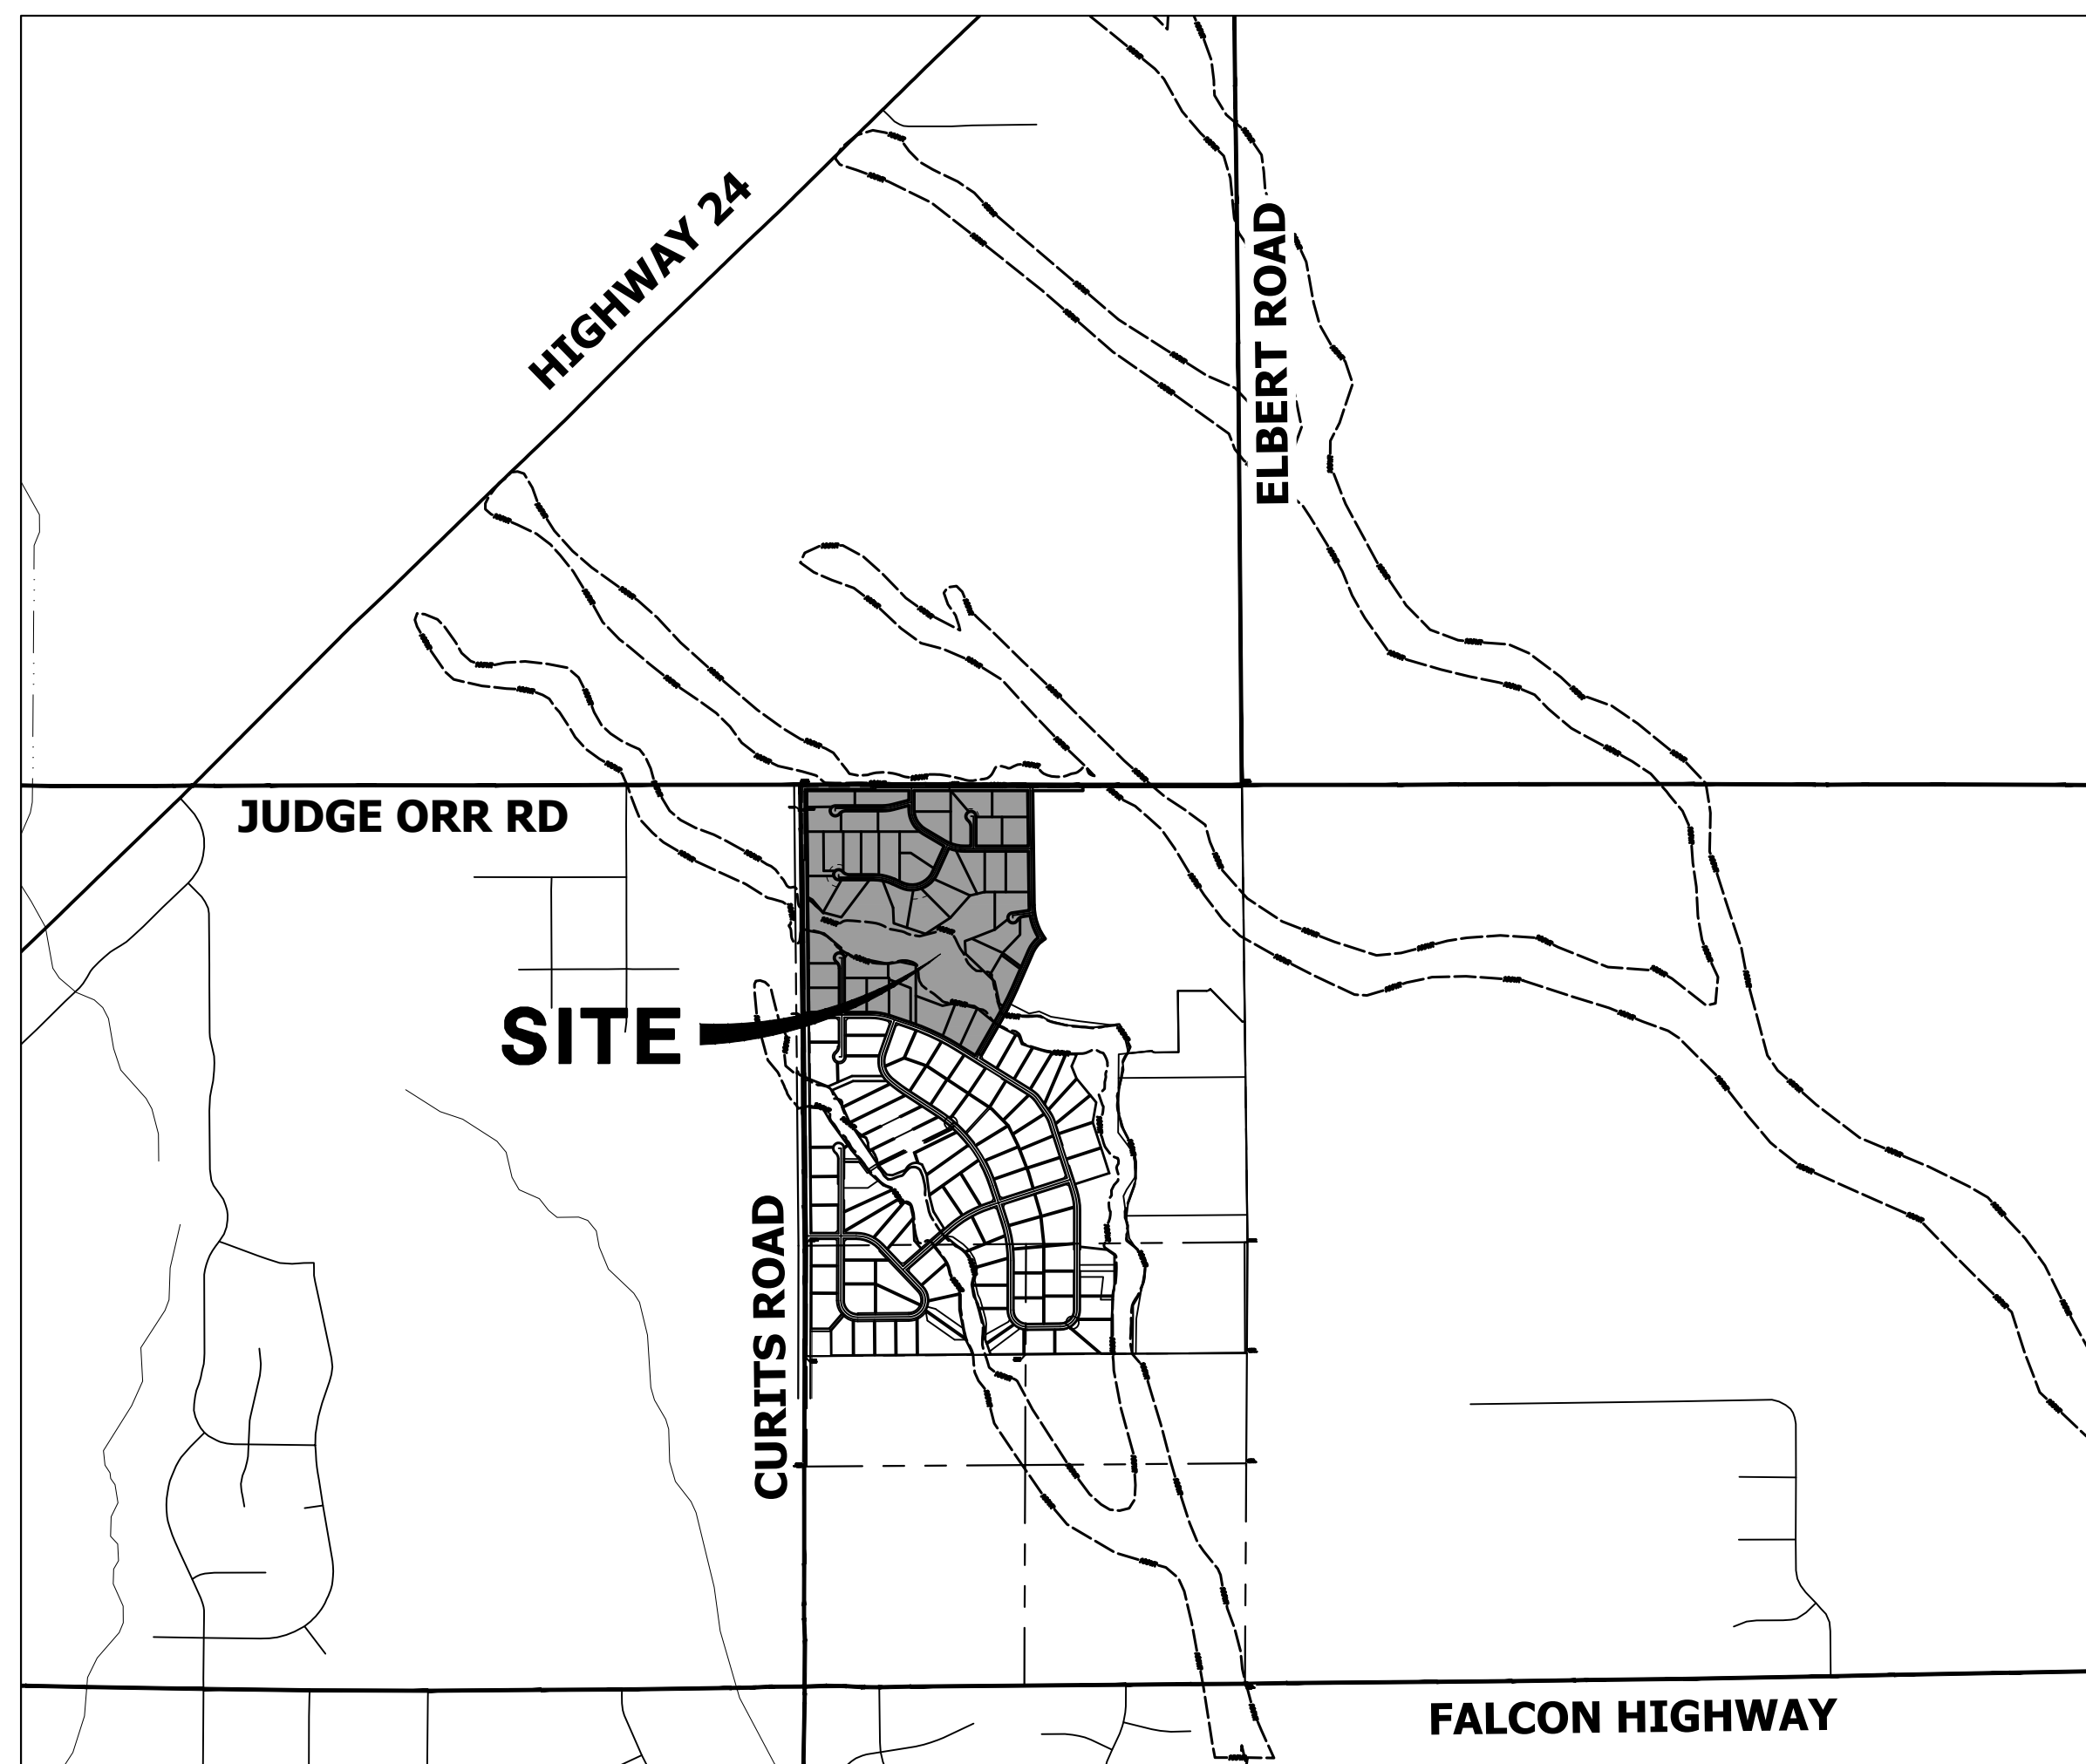 HIGHWAY 24
ELBERT ROAD
JUDGE ORR RD
SITE
CURITS ROAD
FALCON HIGHWAY